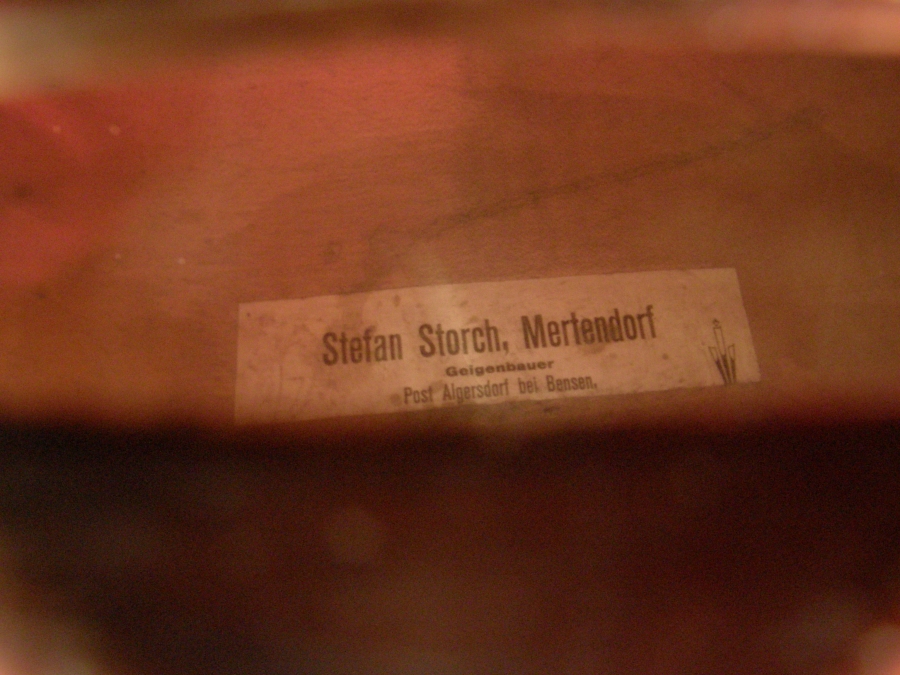 Stefan Storch, Mertendorf
Geigenbauer
Post Algersdorf bei Bensen.